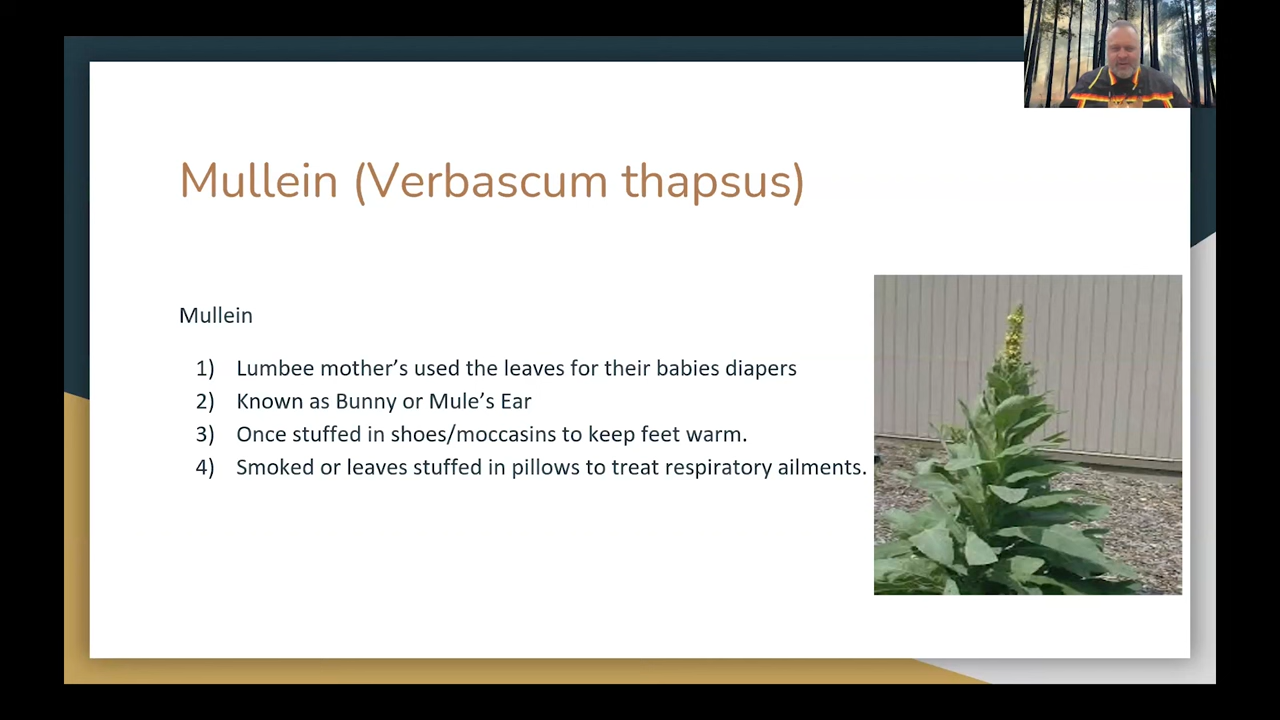 Mullein (Verbascum thapsus)
Mullein
1) Lumbee mother's used the leaves for their babies diapers
2) Known as Bunny or Mule's Ear
3) Once stuffed in shoes/moccasins to keep feet warm.
4) Smoked or leaves stuffed in pillows to treat respiratory ailments.